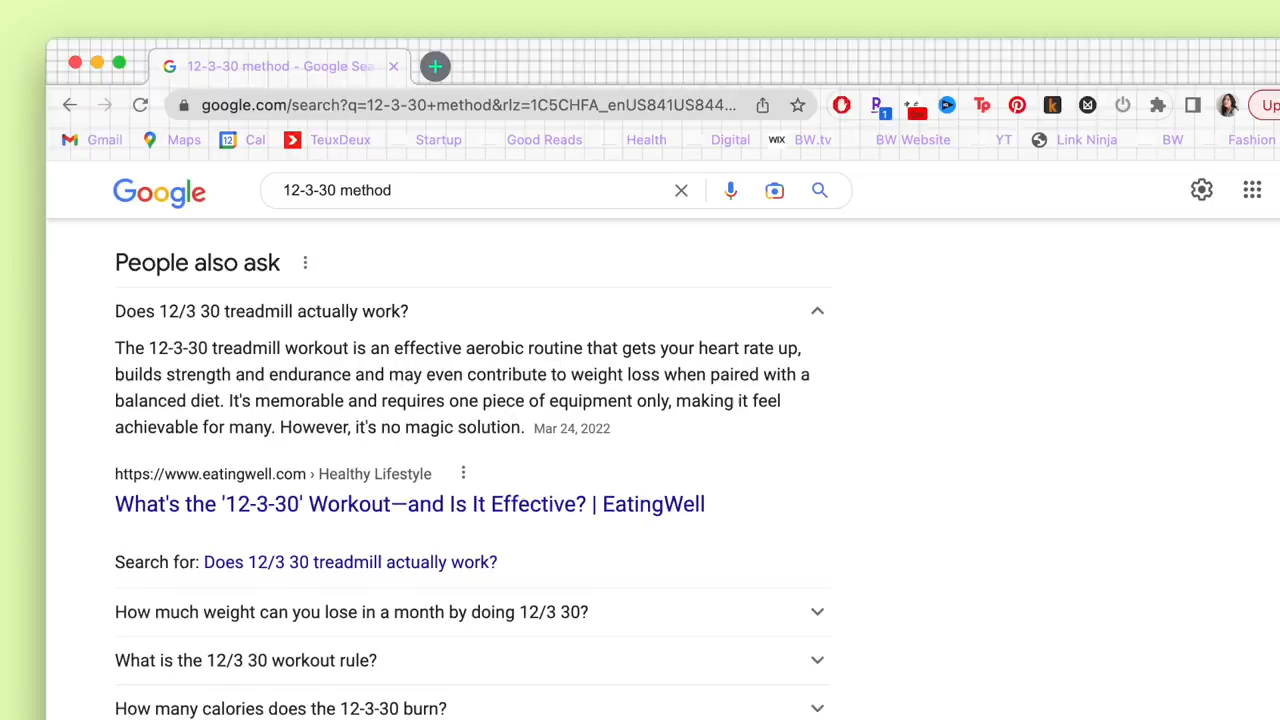 12-3-30 method - Google Sea
google.com/search?q=12-3-30+method&rlz=1C5CHFA_enUS841US844...
1
Tp
k
Up
Gmail
Maps
12
Cal
TeuxDeux
Startup
Good Reads
Health
Digital
WIX
BW.tv
BW Website
YT
Link Ninja
BW
Fashion
Google
12-3-30 method
People also ask
Does 12/3 30 treadmill actually work?
The 12-3-30 treadmill workout is an effective aerobic routine that gets your heart rate up,
builds strength and endurance and may even contribute to weight loss when paired with a
balanced diet. It's memorable and requires one piece of equipment only, making it feel
achievable for many. However, it's no magic solution. Mar 24, 2022
https://www.eatingwell.com › Healthy Lifestyle
What's the '12-3-30' Workout—and Is It Effective? | EatingWell
Search for: Does 12/3 30 treadmill actually work?
How much weight can you lose in a month by doing 12/3 30?
What is the 12/3 30 workout rule?
How many calories does the 12-3-30 burn?